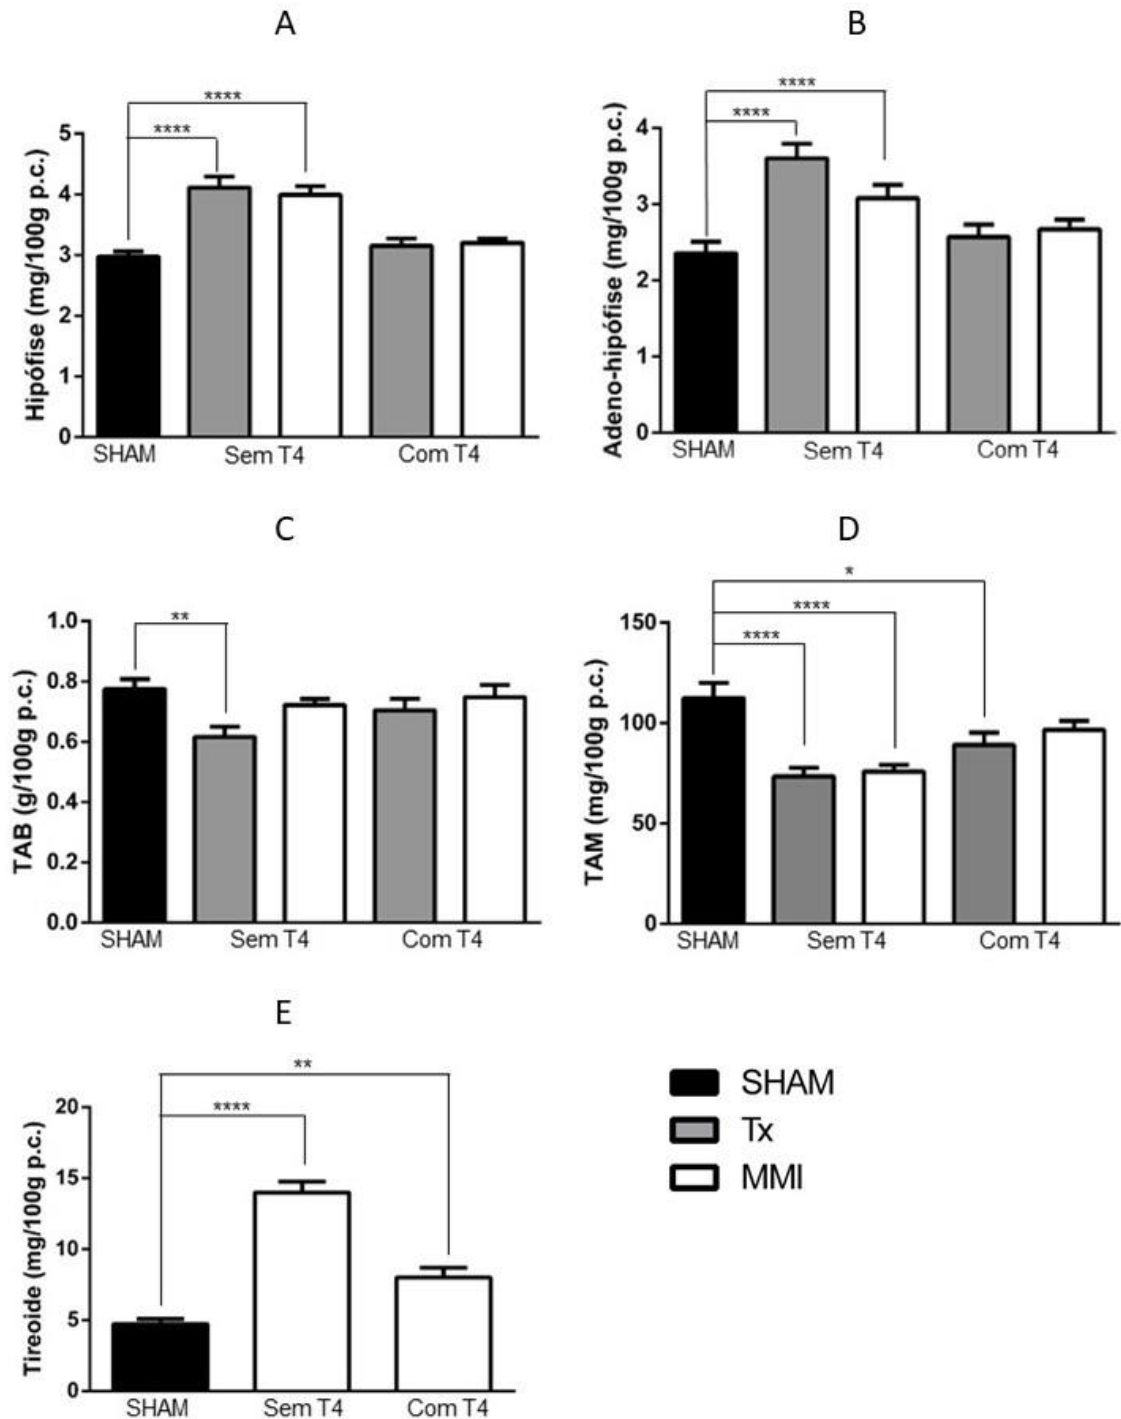 A
B
****
****
Hipófise (mg/100g p.c.)
5
4
3
2
1
0
SHAM
Sem T4
Com T4
****
****
Adeno-hipófise (mg/100g p.c.)
4
3
2
1
0
SHAM
Sem T4
Com T4
C
D
**
TAB (g/100g p.c.)
1.0
0.8
0.6
0.4
0.2
0.0
SHAM
Sem T4
Com T4
*
****
****
TAM (mg/100g p.c.)
150
100
50
0
SHAM
Sem T4
Com T4
E
**
****
Tireoide (mg/100g p.c.)
20
15
10
5
0
SHAM
Sem T4
Com T4
SHAM
Tx
MMI